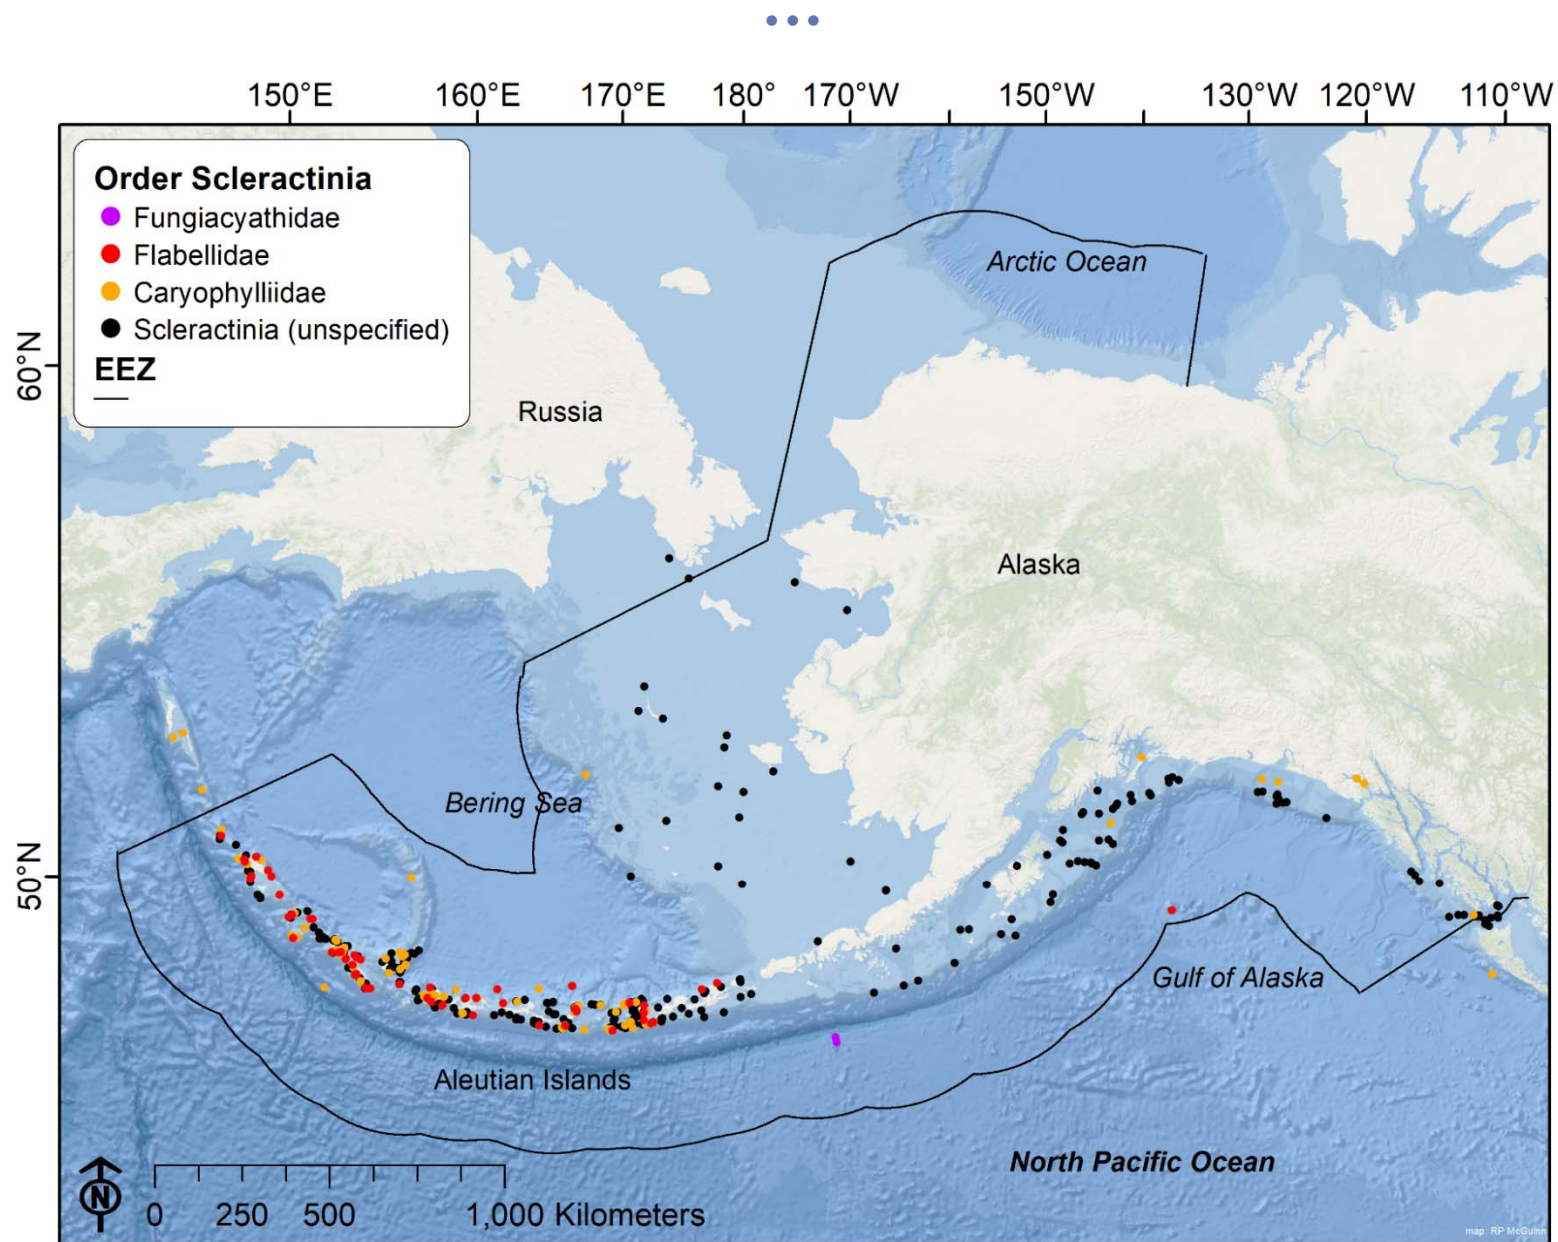 150°E 160°E 170°E 180° 170°W 150°W 130°W 120°W 110°W
Order Scleractinia
Fungiacyathidae
Flabellidae
Caryophylliidae
Scleractinia (unspecified)
EEZ
60°N
50°N
Arctic Ocean
Russia
Alaska
Bering Sea
Gulf of Alaska
Aleutian Islands
North Pacific Ocean
N
0 250 500 1,000 Kilometers
map: RP McGuinn